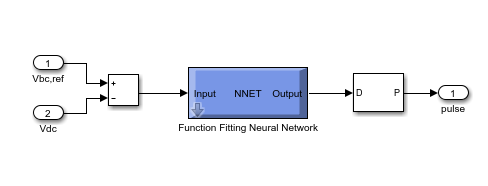 1
Vbc,ref
+
−
2
Vdc
Input NNET Output
Function Fitting Neural Network
D P
1
pulse